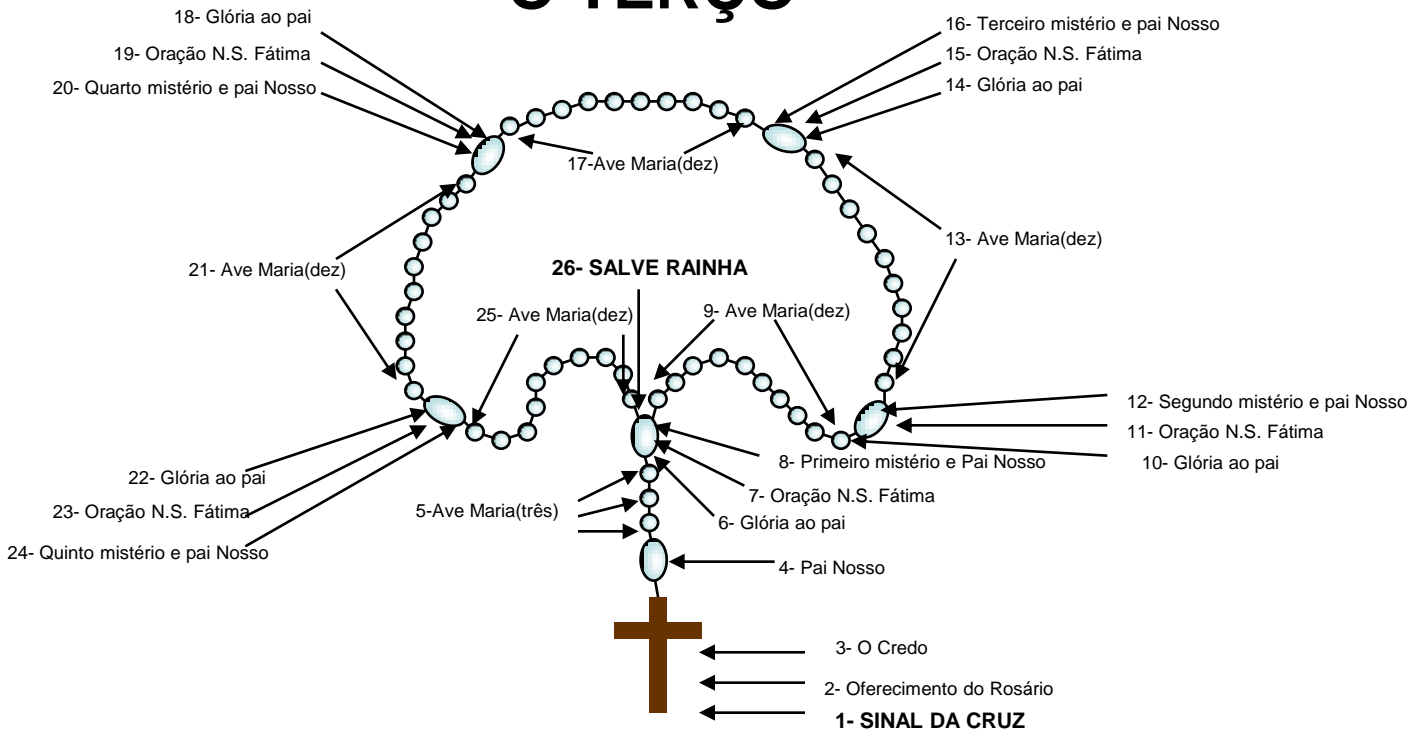 O TERÇO
18- Glória ao pai
19- Oração N.S. Fátima
20- Quarto mistério e pai Nosso
16- Terceiro mistério e pai Nosso
15- Oração N.S. Fátima
14- Glória ao pai
17-Ave Maria(dez)
13- Ave Maria(dez)
21- Ave Maria(dez)
26- SALVE RAINHA
25- Ave Maria(dez)
9- Ave Maria(dez)
12- Segundo mistério e pai Nosso
11- Oração N.S. Fátima
10- Glória ao pai
8- Primeiro mistério e Pai Nosso
7- Oração N.S. Fátima
6- Glória ao pai
22- Glória ao pai
23- Oração N.S. Fátima
24- Quinto mistério e pai Nosso
5-Ave Maria(três)
4- Pai Nosso
3- O Credo
2- Oferecimento do Rosário
1- SINAL DA CRUZ